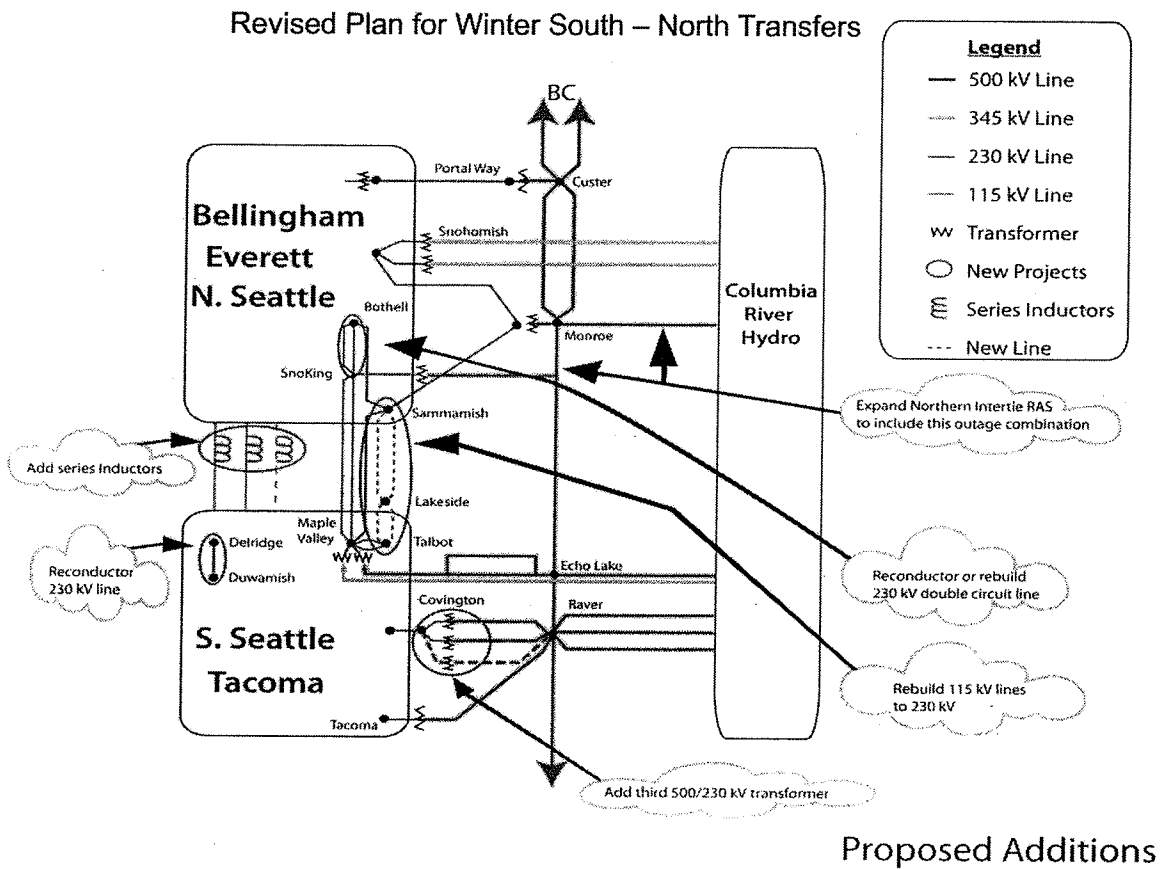 Revised Plan for Winter South – North Transfers
Legend
500 kV Line
345 kV Line
230 kV Line
115 kV Line
Transformer
New Projects
Series Inductors
New Line
BC
Portal Way
Custer
Bellingham
Everett
N. Seattle
Snohomish
Columbia
River
Hydro
Bothell
Monroe
SnoKing
Sammamish
Expand Northern Intertie RAS
to include this outage combination
Add series Inductors
Lakeside
Maple
Valley
Talbot
Delridge
Duwamish
Reconductor
230 kV line
Echo Lake
Reconductor or rebuild
230 kV double circuit line
Covington
Raver
S. Seattle
Tacoma
Rebuild 115 kV lines
to 230 kV
Tacoma
Add third 500/230 kV transformer
Proposed Additions